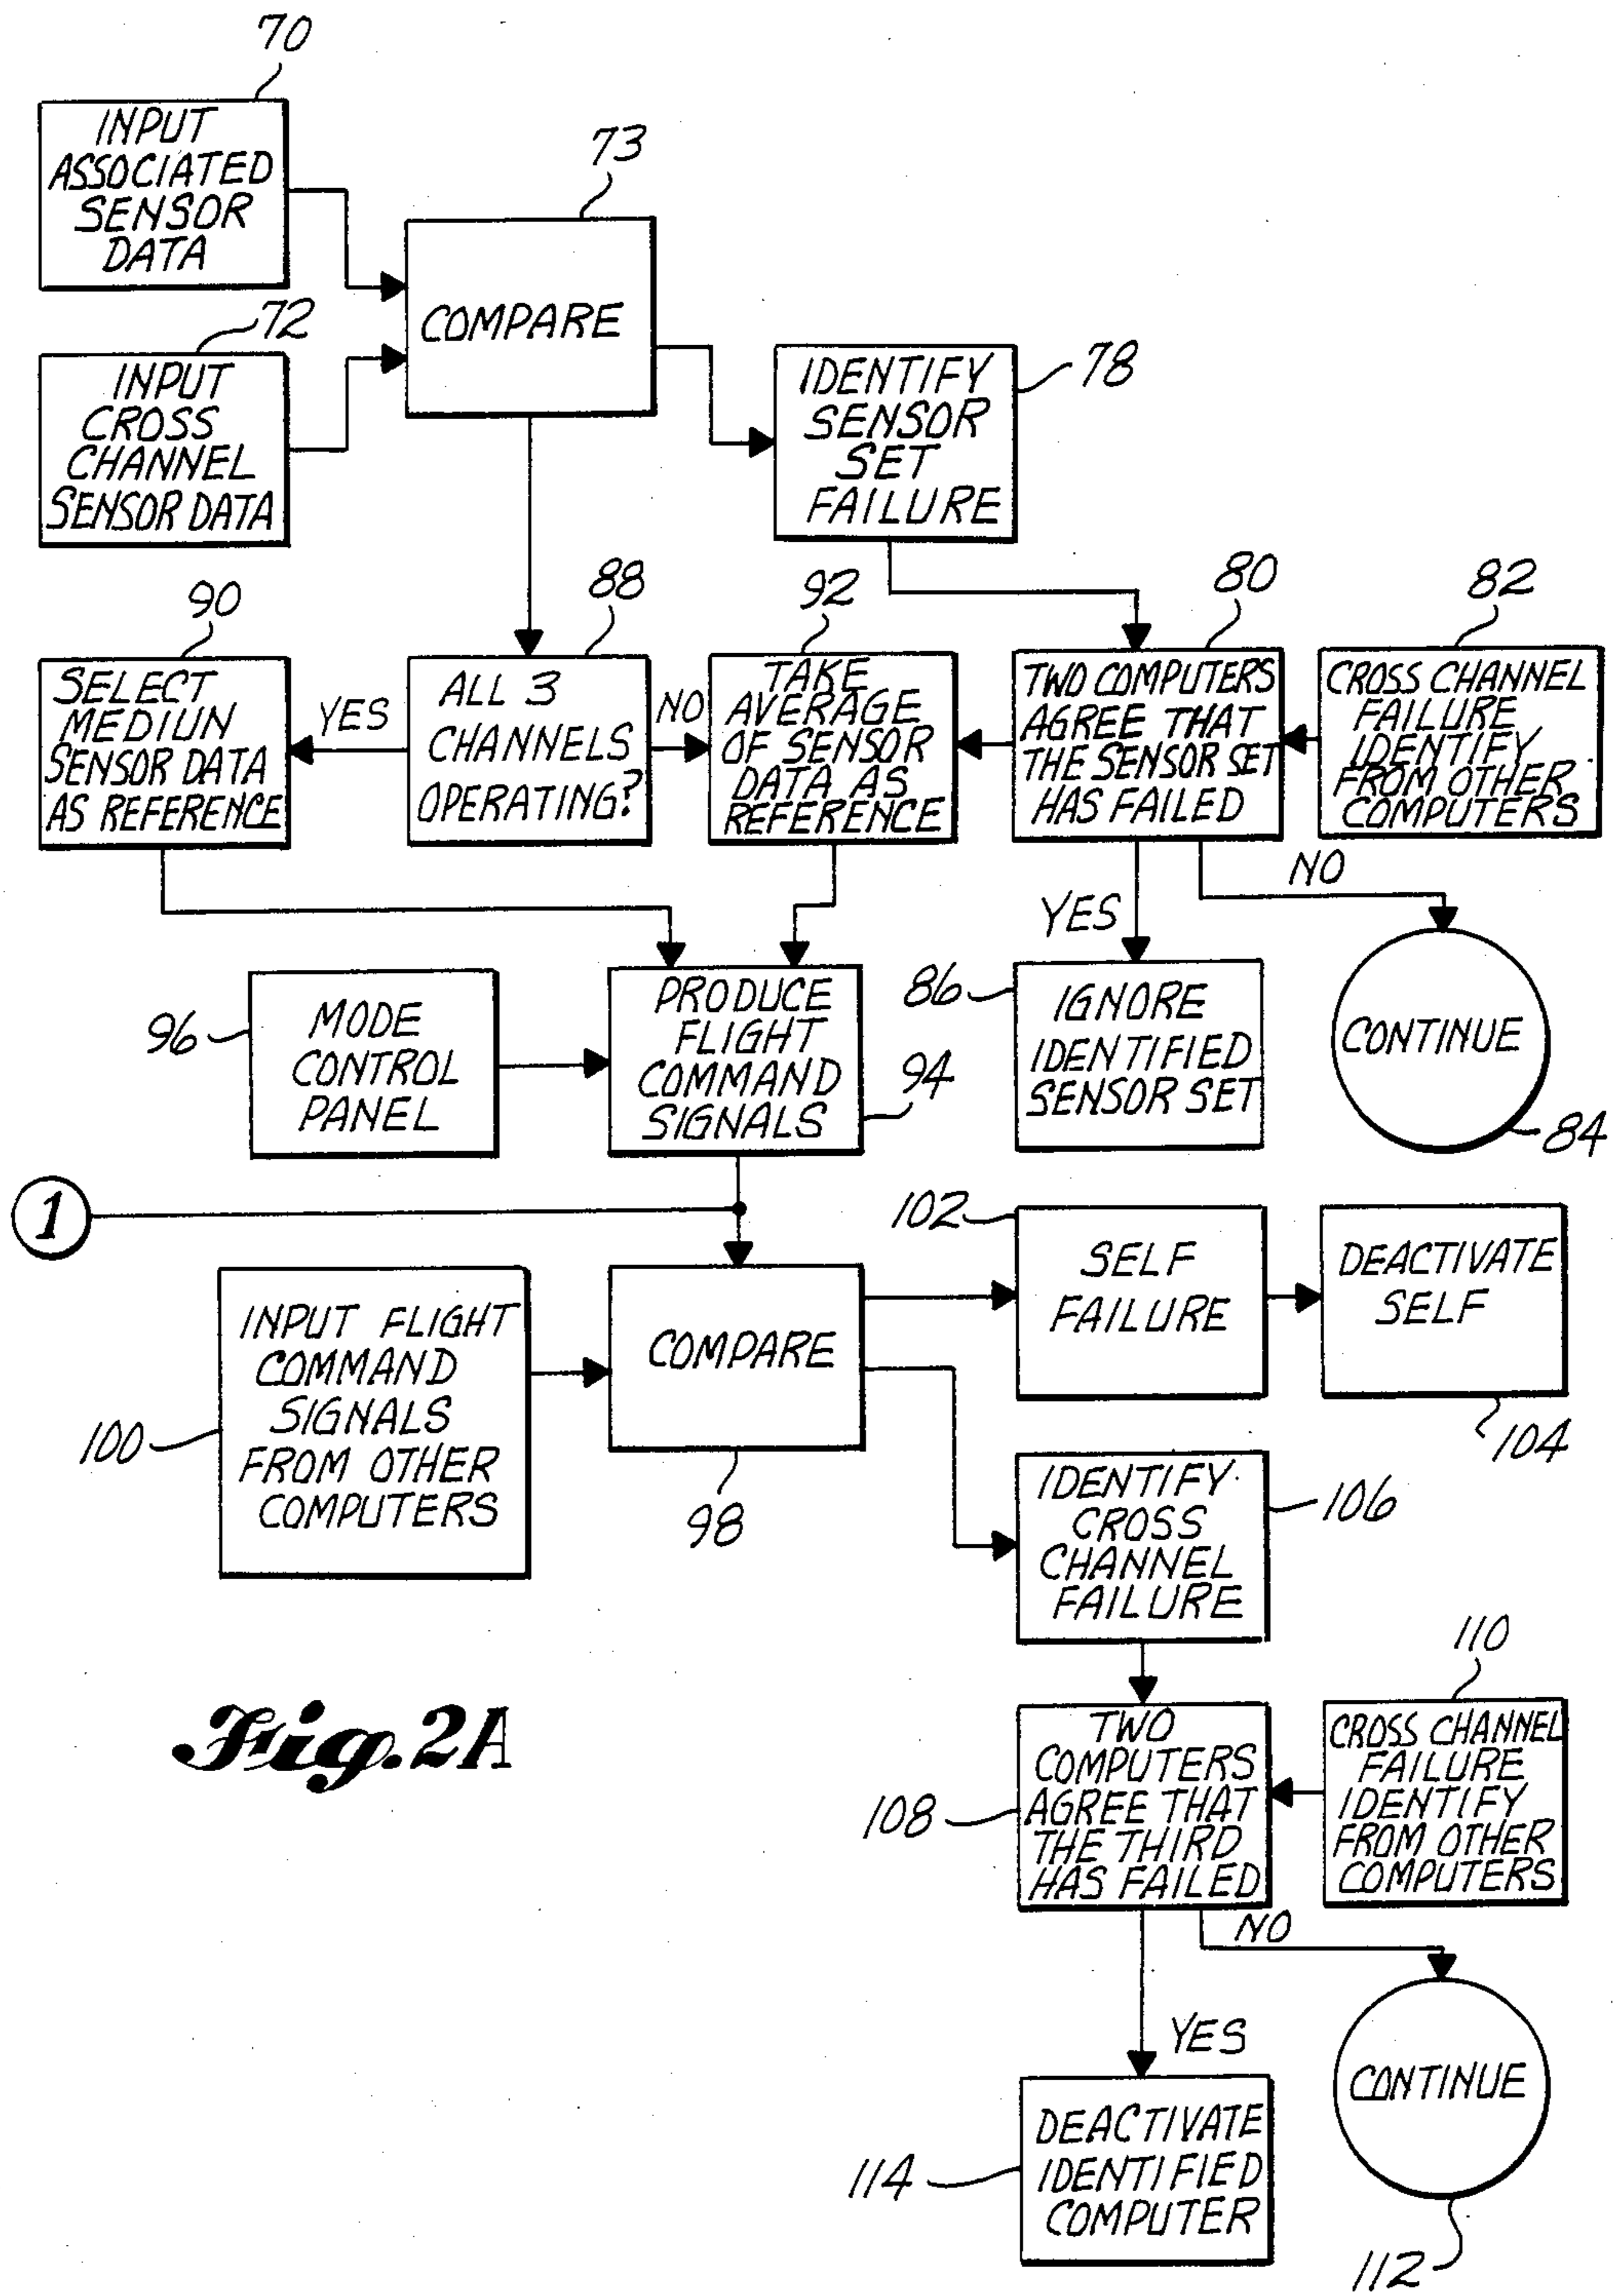 70
INPUT
ASSOCIATED
SENSOR
DATA
73
COMPARE
72
INPUT
CROSS
CHANNEL
SENSOR DATA
78
IDENTIFY
SENSOR
SET
FAILURE
90
SELECT
MEDIUN
SENSOR DATA
AS REFERENCE
YES
88
ALL 3
CHANNELS
OPERATING?
NO
92
TAKE
AVERAGE
OF SENSOR
DATA AS
REFERENCE
80
TWO COMPUTERS
AGREE THAT
THE SENSOR SET
HAS FAILED
82
CROSS CHANNEL
FAILURE
IDENTIFY
FROM OTHER
COMPUTERS
YES
NO
96
MODE
CONTROL
PANEL
PRODUCE
FLIGHT
COMMAND
SIGNALS
94
86
IGNORE
IDENTIFIED
SENSOR SET
CONTINUE
84
1
102
SELF
FAILURE
DEACTIVATE
SELF
104
100
INPUT FLIGHT
COMMAND
SIGNALS
FROM OTHER
COMPUTERS
COMPARE
98
IDENTIFY
CROSS
CHANNEL
FAILURE
106
108
TWO
COMPUTERS
AGREE THAT
THE THIRD
HAS FAILED
110
CROSS CHANNEL
FAILURE
IDENTIFY
FROM OTHER
COMPUTERS
NO
YES
114
DEACTIVATE
IDENTIFIED
COMPUTER
CONTINUE
112
Fig. 2A